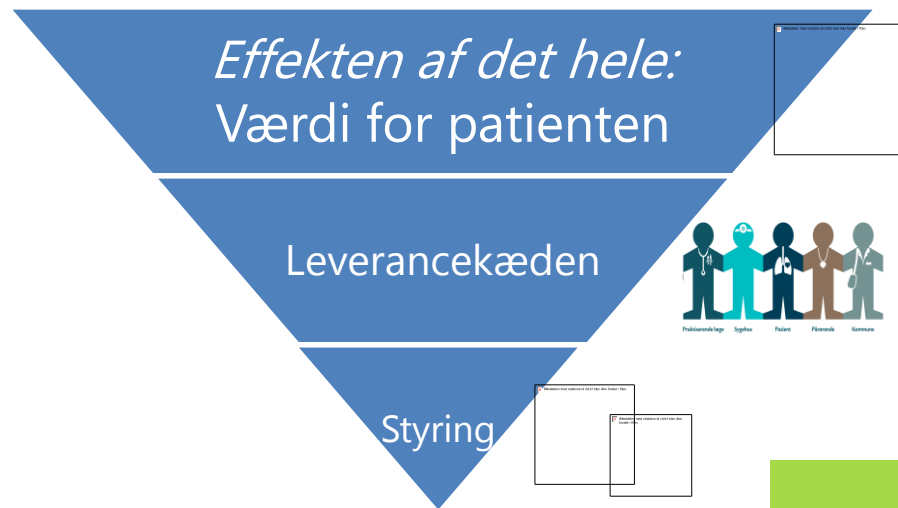 Effekten af det hele:
Værdi for patienten
Leverancekæden
Praktiserende læge Sygehus Patient Pårørende Kommune
Styring